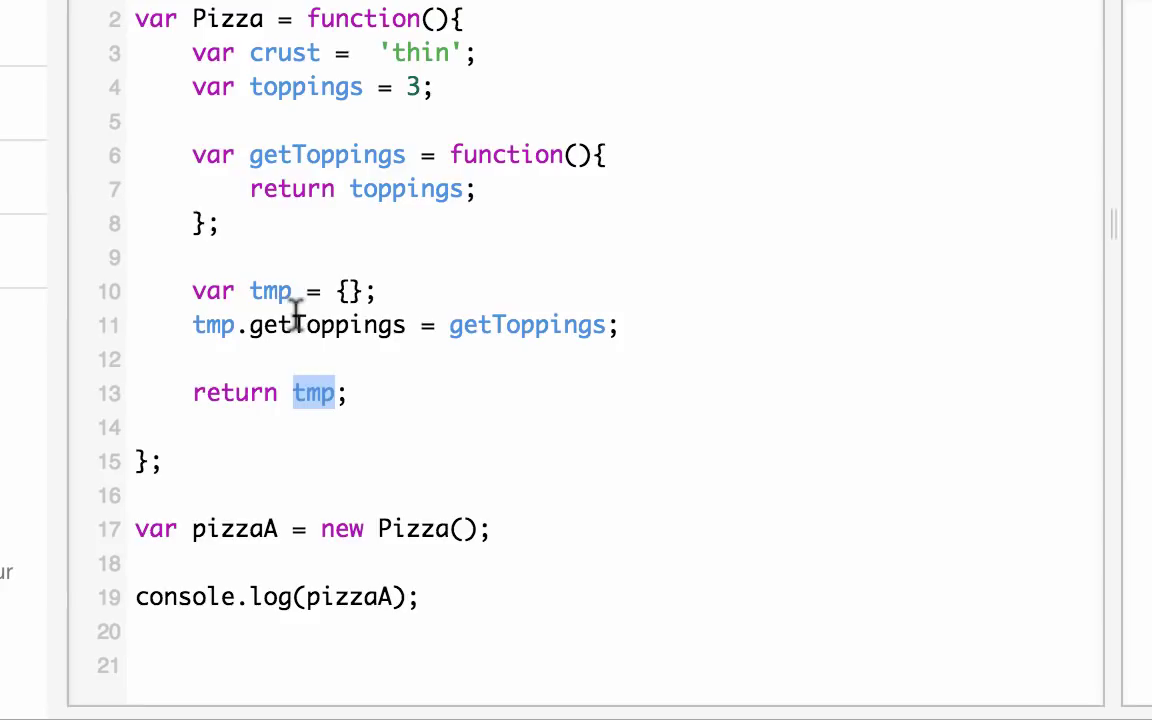 2 var Pizza = function(){
3 var crust =  'thin';
4 var toppings = 3;
5
6 var getToppings = function(){
7 return toppings;
8 };
9
10 var tmp = {};
11 tmp.getToppings = getToppings;
12
13 return tmp;
14
15 };
16
17 var pizzaA = new Pizza();
18
ur
19 console.log(pizzaA);
20
21